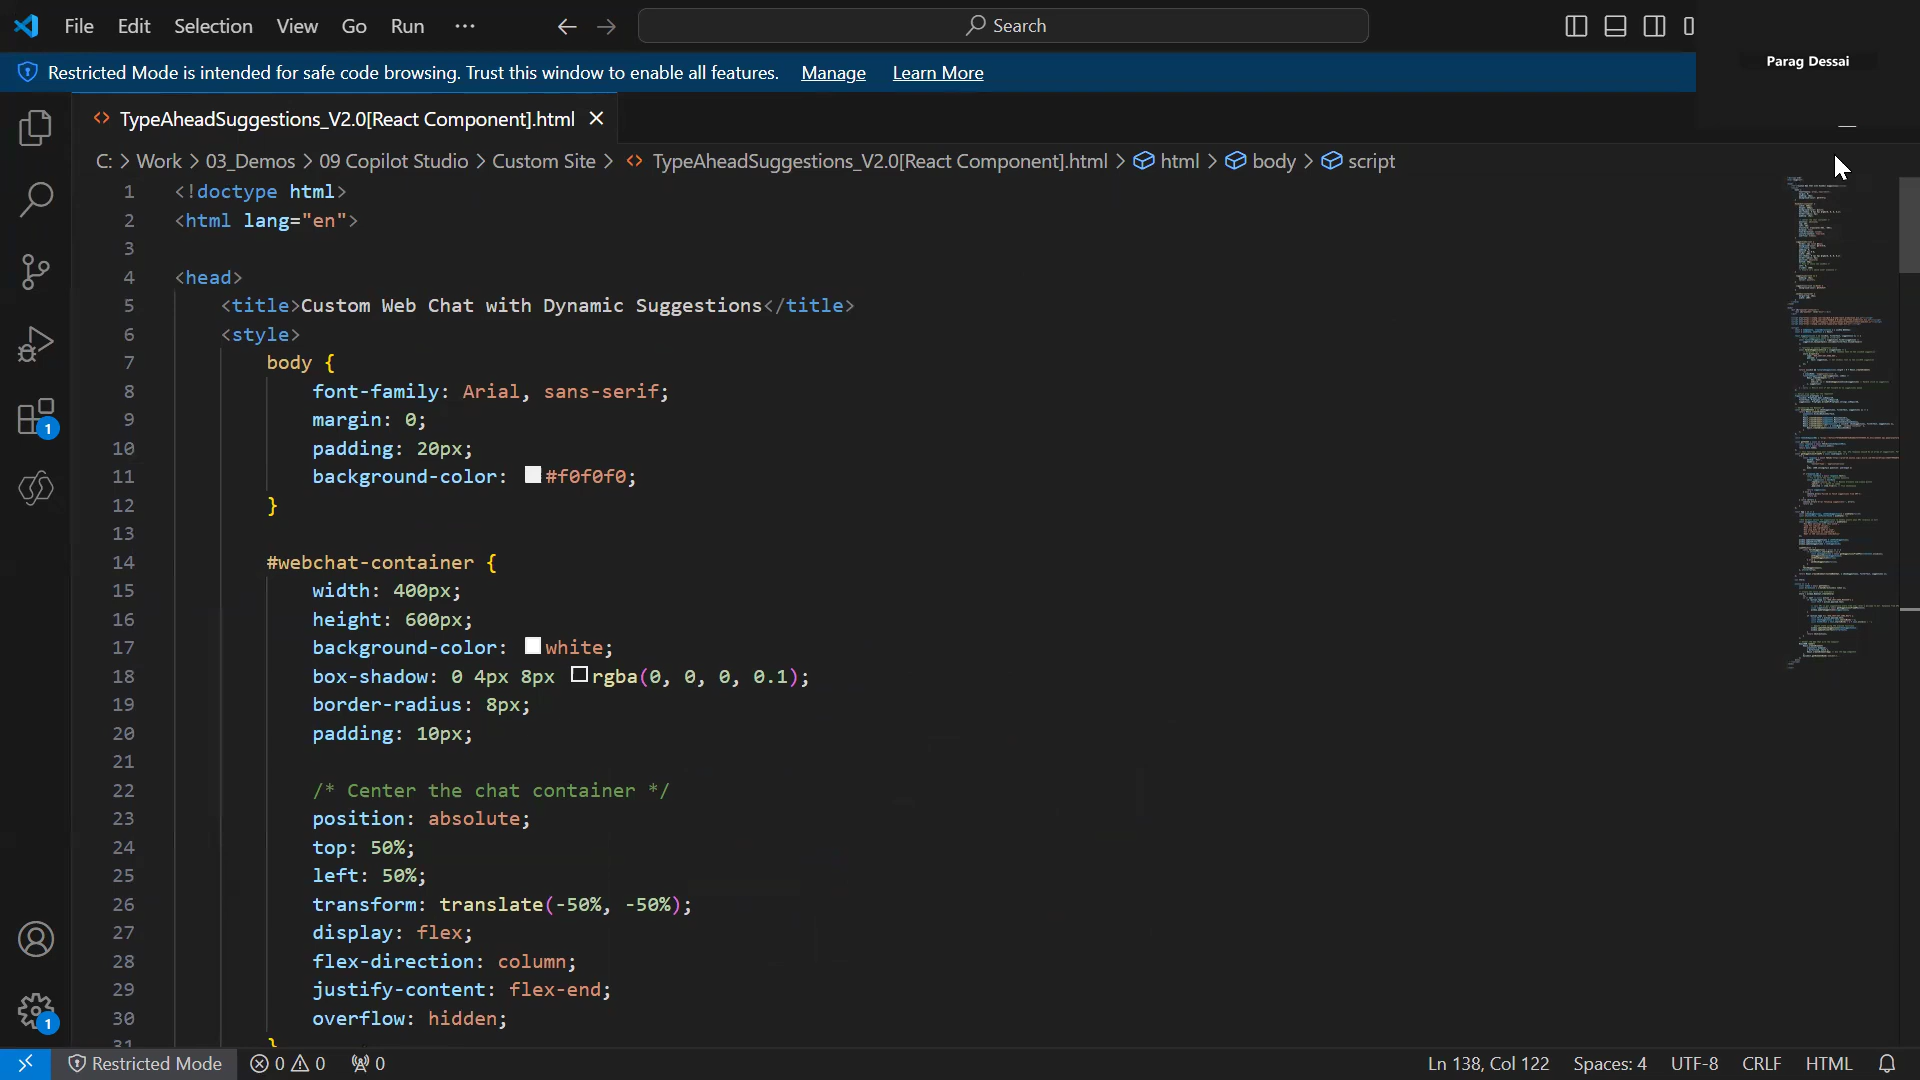 File Edit Selection View Go Run ··· Search
Parag Dessai
Restricted Mode is intended for safe code browsing. Trust this window to enable all features. Manage Learn More
TypeAheadSuggestions_V2.0[React Component].html
C: > Work > 03_Demos > 09 Copilot Studio > Custom Site > TypeAheadSuggestions_V2.0[React Component].html > html > body > script
1 <!doctype html>
2 <html lang="en">
3
4 <head>
5 <title>Custom Web Chat with Dynamic Suggestions</title>
6 <style>
7 body {
8 font-family: Arial, sans-serif;
9 margin: 0;
10 padding: 20px;
11 background-color: #f0f0f0;
12 }
13
14 #webchat-container {
15 width: 400px;
16 height: 600px;
17 background-color: white;
18 box-shadow: 0 4px 8px rgba(0, 0, 0, 0.1);
19 border-radius: 8px;
20 padding: 10px;
21
22 /* Center the chat container */
23 position: absolute;
24 top: 50%;
25 left: 50%;
26 transform: translate(-50%, -50%);
27 display: flex;
28 flex-direction: column;
29 justify-content: flex-end;
30 overflow: hidden;
31 }
1
1
Restricted Mode 0 0 0 Ln 138, Col 122 Spaces: 4 UTF-8 CRLF HTML